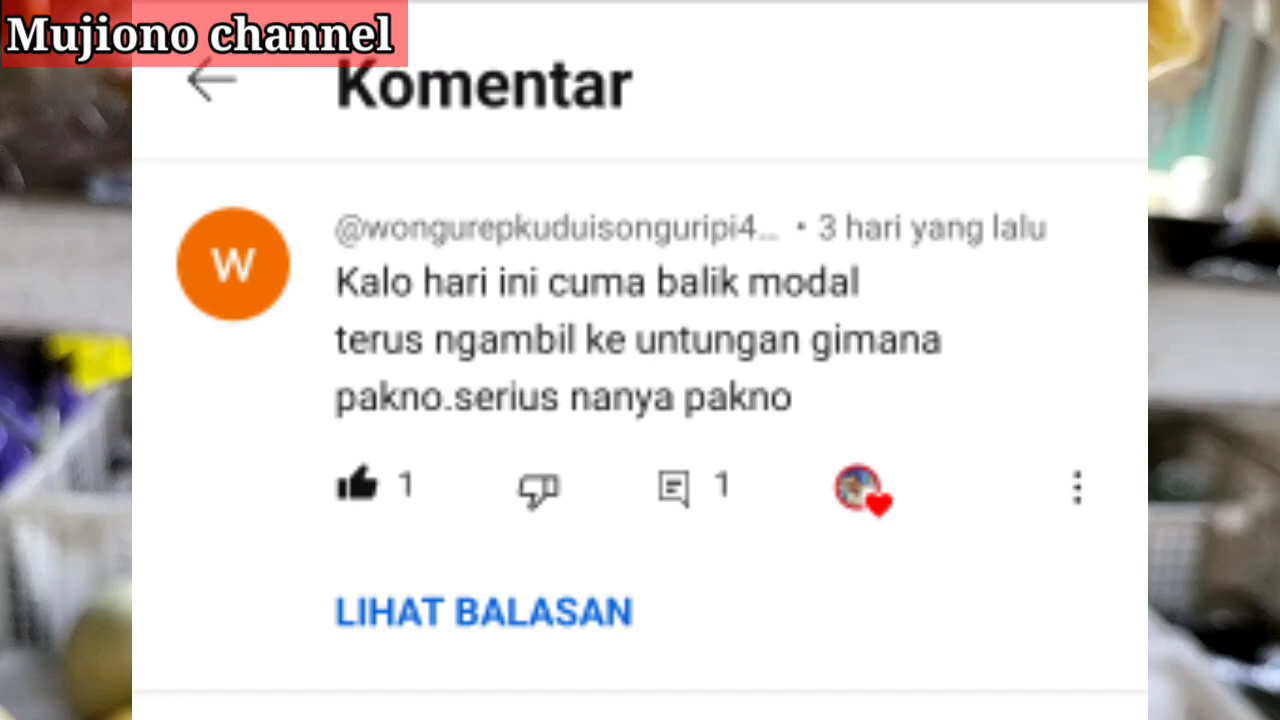 Mujiono channel
Komentar
W
@wongurepkuduisonguripi4... • 3 hari yang lalu
Kalo hari ini cuma balik modal
terus ngambil ke untungan gimana
pakno.serius nanya pakno
1
1
LIHAT BALASAN